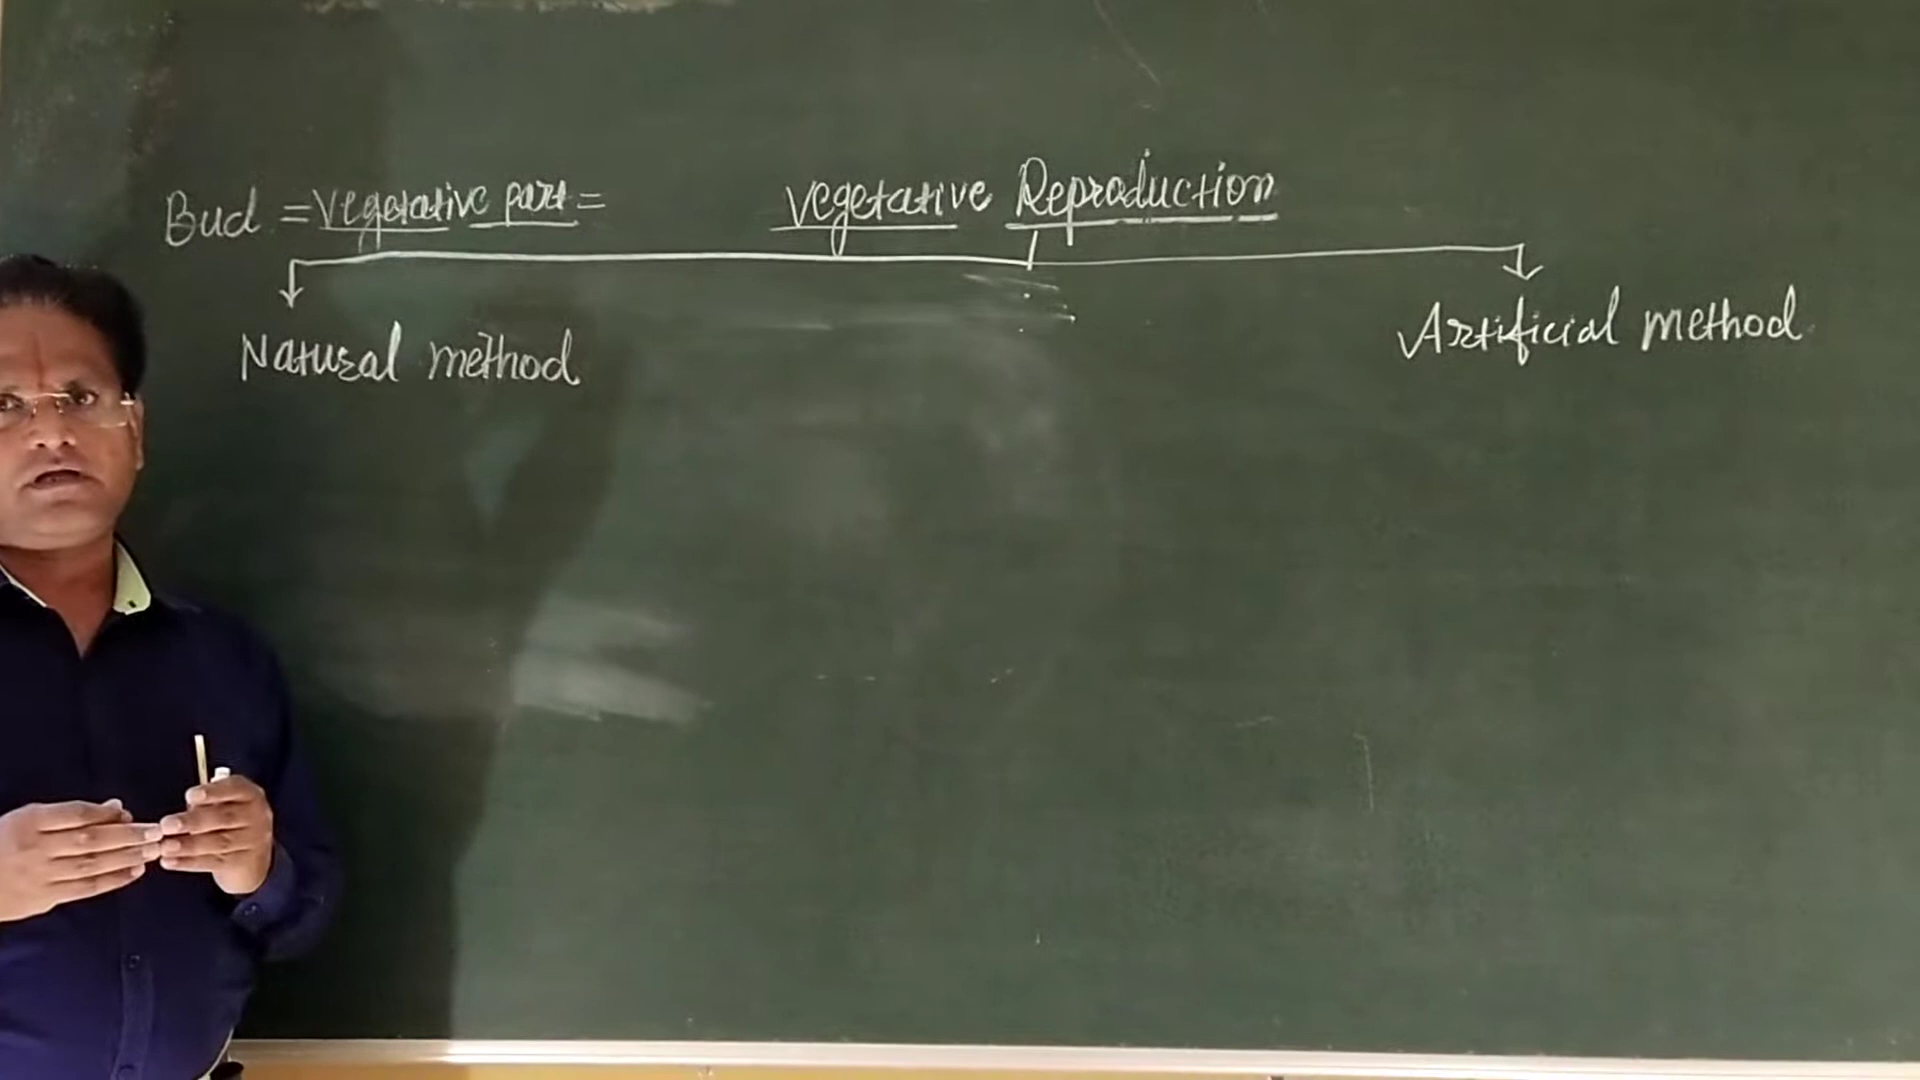 Bud = vegetative part = vegetative Reproduction
Natural method
Artificial method